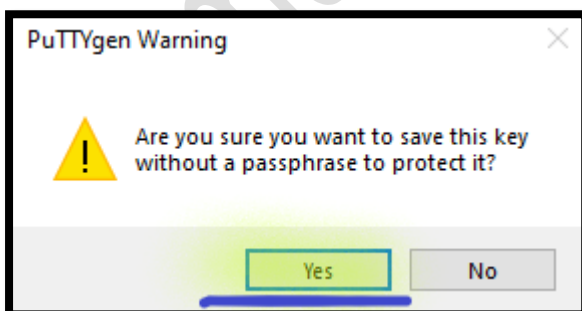 PuTTYgen Warning
Are you sure you want to save this key
without a passphrase to protect it?
Yes
No